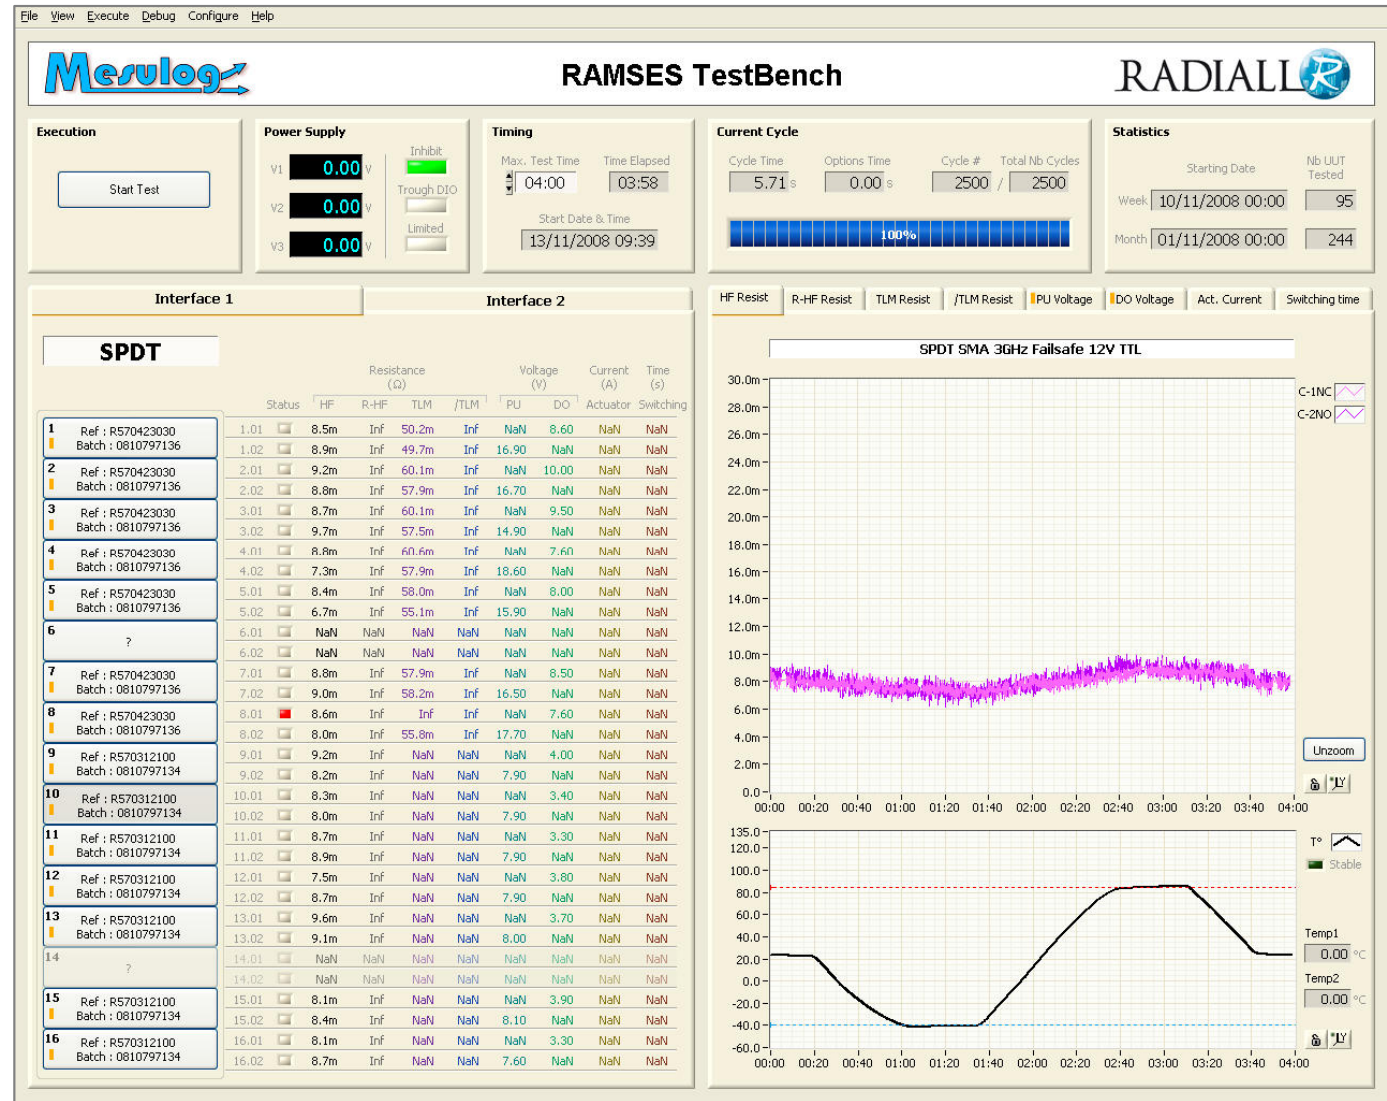 File View Execute Debug Configure Help
Mesulog
RAMSES TestBench
RADIALL R
Execution
Start Test
Power Supply
V1 0.00 V
V2 0.00 V
V3 0.00 V
Inhibit
Trough DIO
Limited
Timing
Max. Test Time Time Elapsed
04:00 03:58
Start Date & Time
13/11/2008 09:39
Current Cycle
Cycle Time Options Time Cycle # Total Nb Cycles
5.71 s 0.00 s 2500 / 2500
100%
Statistics
Starting Date Nb UUT Tested
Week 10/11/2008 00:00 95
Month 01/11/2008 00:00 244
Interface 1 Interface 2
SPDT
Resistance (Ω) Voltage (V) Current (A) Time (s)
Status HF R-HF TLM /TLM PU DO Actuator Switching
1 Ref : R570423030
Batch : 0810797136
2 Ref : R570423030
Batch : 0810797136
3 Ref : R570423030
Batch : 0810797136
4 Ref : R570423030
Batch : 0810797136
5 Ref : R570423030
Batch : 0810797136
6 ?
7 Ref : R570423030
Batch : 0810797136
8 Ref : R570423030
Batch : 0810797136
9 Ref : R570312100
Batch : 0810797134
10 Ref : R570312100
Batch : 0810797134
11 Ref : R570312100
Batch : 0810797134
12 Ref : R570312100
Batch : 0810797134
13 Ref : R570312100
Batch : 0810797134
14 ?
15 Ref : R570312100
Batch : 0810797134
16 Ref : R570312100
Batch : 0810797134
1.01 8.5m Inf 50.2m Inf NaN 8.60 NaN NaN
1.02 8.9m Inf 49.7m Inf 16.90 NaN NaN NaN
2.01 9.2m Inf 60.1m Inf NaN 10.00 NaN NaN
2.02 8.8m Inf 57.9m Inf 16.70 NaN NaN NaN
3.01 8.7m Inf 60.1m Inf NaN 9.50 NaN NaN
3.02 9.7m Inf 57.5m Inf 14.90 NaN NaN NaN
4.01 8.8m Inf 60.6m Inf NaN 7.60 NaN NaN
4.02 7.3m Inf 57.9m Inf 18.60 NaN NaN NaN
5.01 8.4m Inf 58.0m Inf NaN 8.00 NaN NaN
5.02 6.7m Inf 55.1m Inf 15.90 NaN NaN NaN
6.01 NaN NaN NaN NaN NaN NaN NaN NaN
6.02 NaN NaN NaN NaN NaN NaN NaN NaN
7.01 8.8m Inf 57.9m Inf NaN 8.50 NaN NaN
7.02 9.0m Inf 58.2m Inf 16.50 NaN NaN NaN
8.01 8.6m Inf Inf Inf NaN 7.60 NaN NaN
8.02 8.0m Inf 55.8m Inf 17.70 NaN NaN NaN
9.01 9.2m Inf NaN NaN NaN 4.00 NaN NaN
9.02 8.2m Inf NaN NaN 7.90 NaN NaN NaN
10.01 8.3m Inf NaN NaN NaN 3.40 NaN NaN
10.02 8.0m Inf NaN NaN 7.90 NaN NaN NaN
11.01 8.7m Inf NaN NaN NaN 3.30 NaN NaN
11.02 8.9m Inf NaN NaN 7.90 NaN NaN NaN
12.01 7.5m Inf NaN NaN NaN 3.80 NaN NaN
12.02 8.7m Inf NaN NaN 7.90 NaN NaN NaN
13.01 9.6m Inf NaN NaN NaN 3.70 NaN NaN
13.02 9.1m Inf NaN NaN 8.00 NaN NaN NaN
14.01 NaN NaN NaN NaN NaN NaN NaN NaN
14.02 NaN NaN NaN NaN NaN NaN NaN NaN
15.01 8.1m Inf NaN NaN NaN 3.90 NaN NaN
15.02 8.4m Inf NaN NaN 8.10 NaN NaN NaN
16.01 8.1m Inf NaN NaN NaN 3.30 NaN NaN
16.02 8.7m Inf NaN NaN 7.60 NaN NaN NaN
HF Resist R-HF Resist TLM Resist /TLM Resist PU Voltage DO Voltage Act. Current Switching time
SPDT SMA 3GHz Failsafe 12V TTL
30.0m
28.0m
26.0m
24.0m
22.0m
20.0m
18.0m
16.0m
14.0m
12.0m
10.0m
8.0m
6.0m
4.0m
2.0m
0.0
00:00 00:20 00:40 01:00 01:20 01:40 02:00 02:20 02:40 03:00 03:20 03:40 04:00
C-1NC
C-2NO
Unzoom
135.0
120.0
100.0
80.0
60.0
40.0
20.0
0.0
-20.0
-40.0
-60.0
00:00 00:20 00:40 01:00 01:20 01:40 02:00 02:20 02:40 03:00 03:20 03:40 04:00
T°
Stable
Temp1
0.00 °C
Temp2
0.00 °C